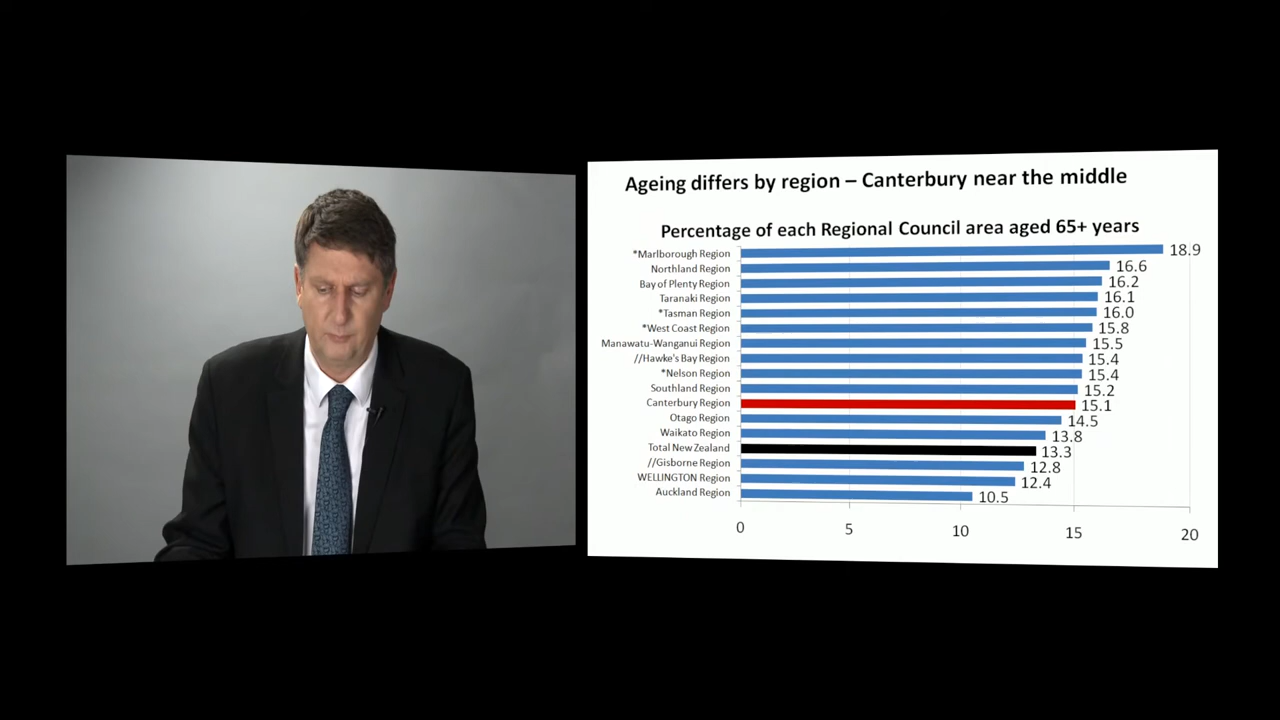 Ageing differs by region – Canterbury near the middle
Percentage of each Regional Council area aged 65+ years
*Marlborough Region 18.9
Northland Region 16.6
Bay of Plenty Region 16.2
Taranaki Region 16.1
*Tasman Region 16.0
*West Coast Region 15.8
Manawatu-Wanganui Region 15.5
//Hawke's Bay Region 15.4
*Nelson Region 15.4
Southland Region 15.2
Canterbury Region 15.1
Otago Region 14.5
Waikato Region 13.8
Total New Zealand 13.3
//Gisborne Region 12.8
WELLINGTON Region 12.4
Auckland Region 10.5
0 5 10 15 20